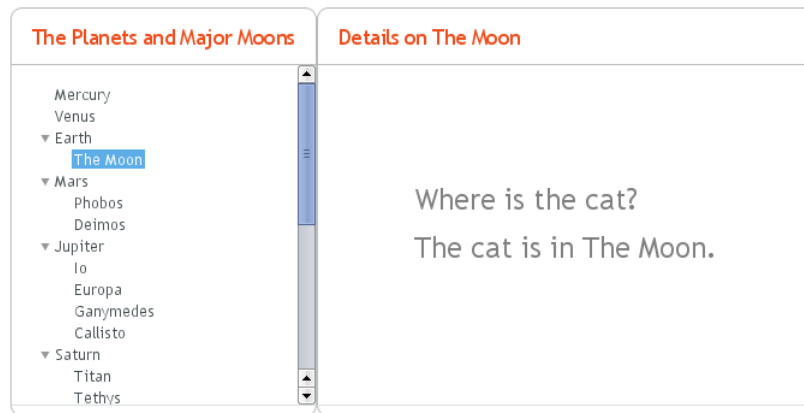 The Planets and Major Moons
Mercury
Venus
Earth
The Moon
Mars
Phobos
Deimos
Jupiter
Io
Europa
Ganymedes
Callisto
Saturn
Titan
Tethys
Details on The Moon
Where is the cat?
The cat is in The Moon.